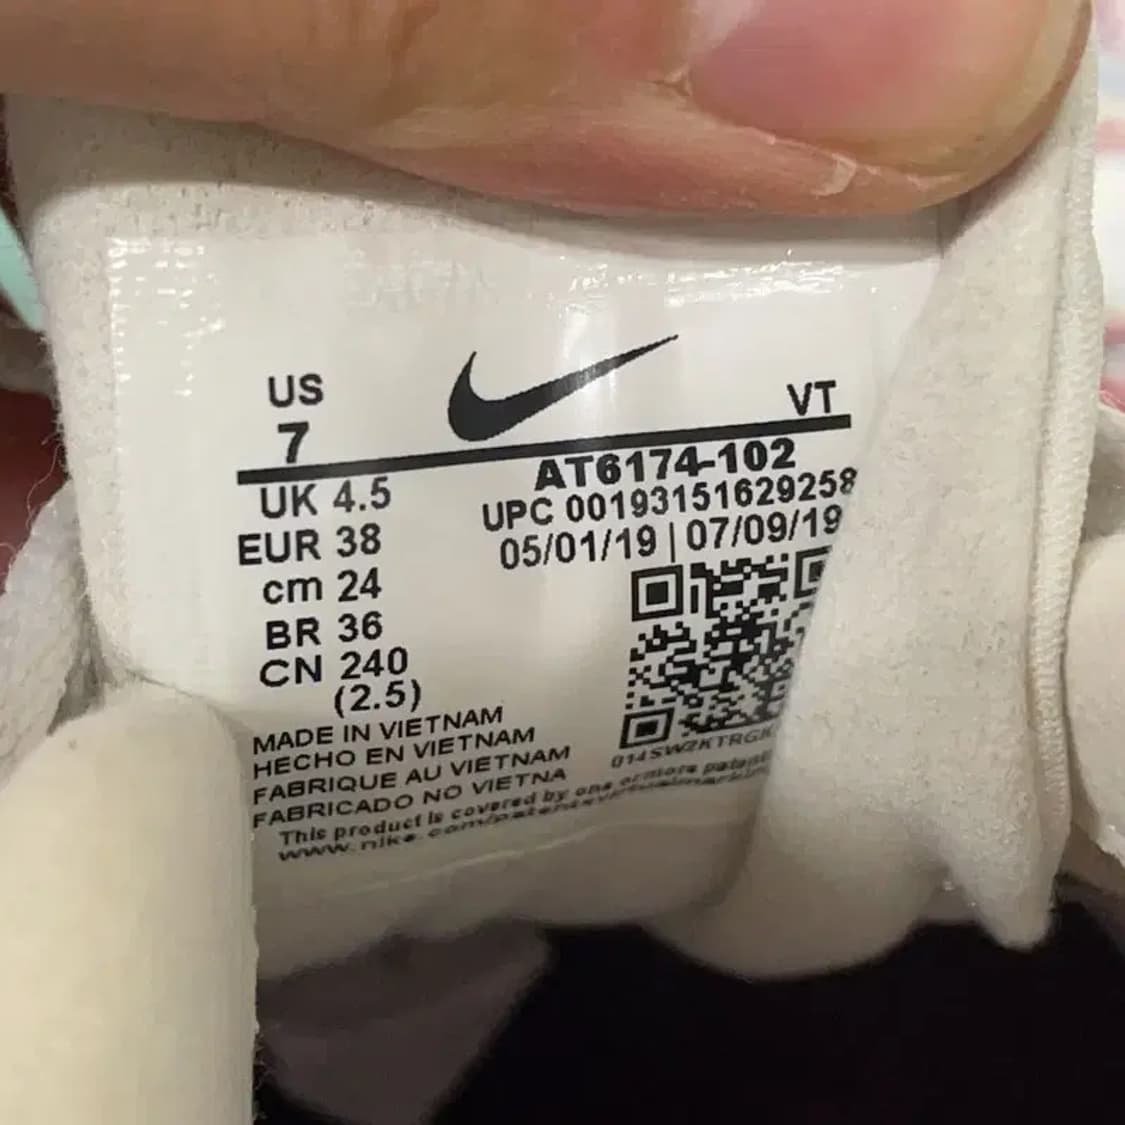 US
7
VT
UK 4.5
EUR 38
cm 24
BR 36
CN 240
(2.5)
AT6174-102
UPC 00193151629258
05/01/19 | 07/09/19
MADE IN VIETNAM
HECHO EN VIETNAM
FABRIQUE AU VIETNAM
FABRICADO NO VIETNA
This product is covered by one or more
www.nike.com/patents